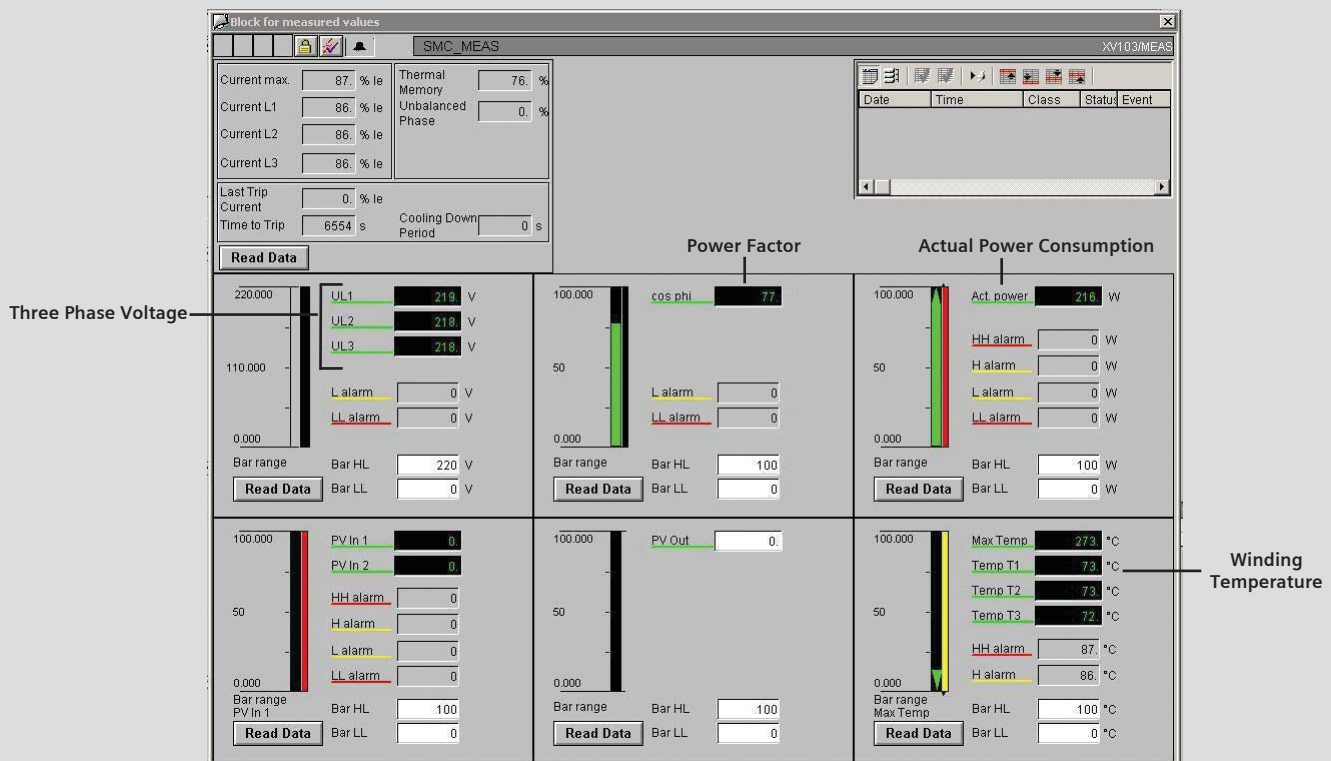 Block for measured values
SMC_MEAS
XV103/MEAS
Current max. 87. % Ie
Current L1 86. % Ie
Current L2 86. % Ie
Current L3 86. % Ie
Thermal Memory 76. %
Unbalanced Phase 0. %
Last Trip Current 0. % Ie
Time to Trip 6554 s
Cooling Down Period 0 s
Read Data
Date Time Class Status Event
Three Phase Voltage
220.000
110.000
0.000
UL1 219. V
UL2 218. V
UL3 218. V
L alarm 0 V
LL alarm 0 V
Bar range
Bar HL 220 V
Read Data
Bar LL 0 V
Power Factor
100.000
50
0.000
cos phi 77.
L alarm 0
LL alarm 0
Bar range
Bar HL 100
Read Data
Bar LL 0
Actual Power Consumption
100.000
50
0.000
Act. power 216. W
HH alarm 0 W
H alarm 0 W
L alarm 0 W
LL alarm 0 W
Bar range
Bar HL 100 W
Read Data
Bar LL 0 W
100.000
50
0.000
PV In 1 0.
PV In 2 0.
HH alarm 0
H alarm 0
L alarm 0
LL alarm 0
Bar range
PV In 1
Bar HL 100
Read Data
Bar LL 0
100.000
50
0.000
PV Out 0.
Bar range
Bar HL 100
Read Data
Bar LL 0
100.000
50
0.000
Max Temp 273. °C
Temp T1 73. °C
Temp T2 73. °C
Temp T3 72. °C
HH alarm 87. °C
H alarm 86. °C
Bar range
Max Temp
Bar HL 100 °C
Read Data
Bar LL 0 °C
Winding
Temperature